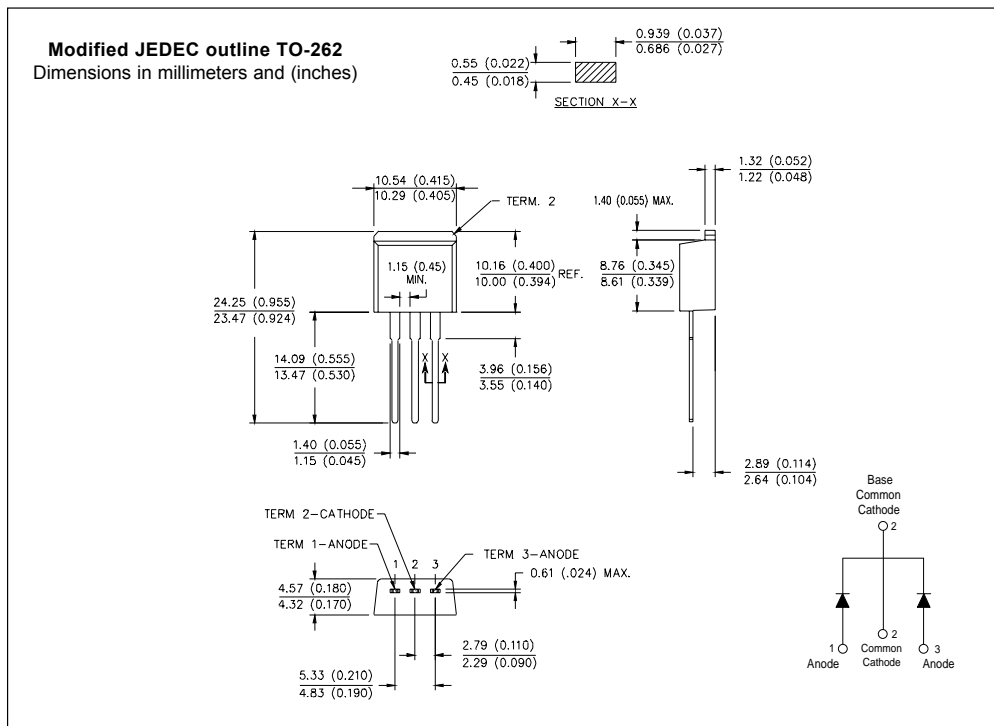 Modified JEDEC outline TO-262
Dimensions in millimeters and (inches)
0.939 (0.037)
0.686 (0.027)
0.55 (0.022)
0.45 (0.018)
SECTION X-X
1.32 (0.052)
1.22 (0.048)
10.54 (0.415)
10.29 (0.405)
TERM. 2
1.40 (0.055) MAX.
1.15 (0.45)
MIN.
10.16 (0.400)
10.00 (0.394)
REF.
8.76 (0.345)
8.61 (0.339)
24.25 (0.955)
23.47 (0.924)
14.09 (0.555)
13.47 (0.530)
X X
3.96 (0.156)
3.55 (0.140)
1.40 (0.055)
1.15 (0.045)
2.89 (0.114)
2.64 (0.104)
TERM 2-CATHODE
TERM 1-ANODE
TERM 3-ANODE
1 2 3
0.61 (.024) MAX.
4.57 (0.180)
4.32 (0.170)
2.79 (0.110)
2.29 (0.090)
5.33 (0.210)
4.83 (0.190)
Base
Common
Cathode
2
1
Anode
2
Common
Cathode
3
Anode